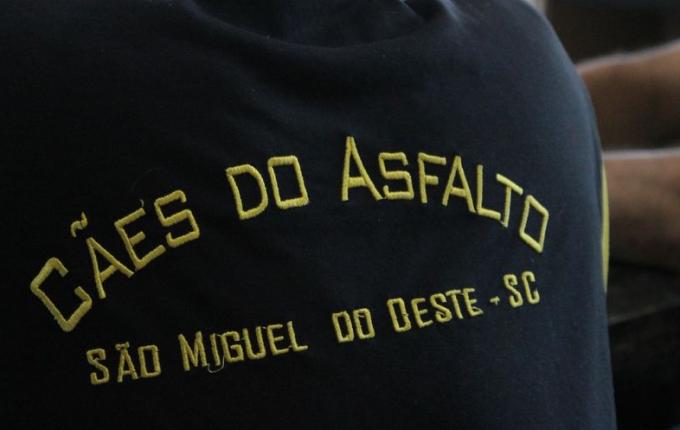 CÃES DO ASFALTO
SÃO MIGUEL DO OESTE - SC